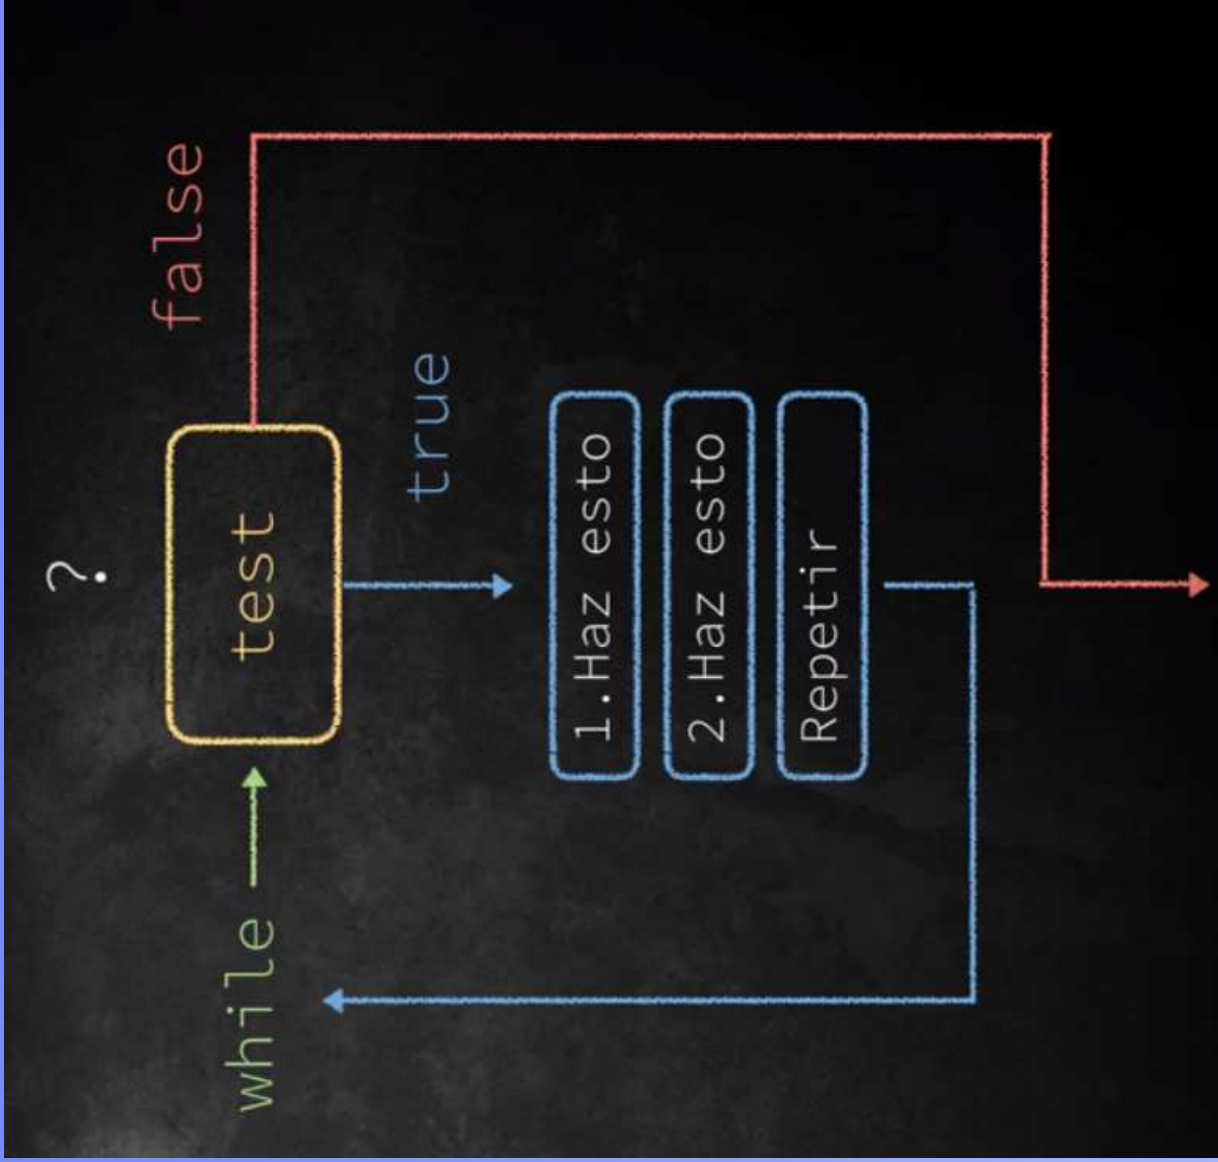 ?
while
test
false
true
1.Haz esto
2.Haz esto
Repetir